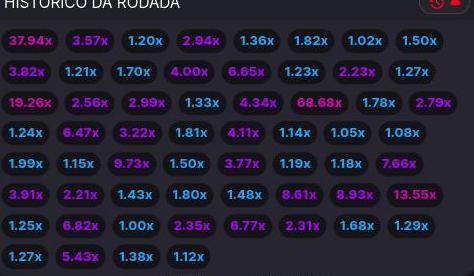 HISTÓRICO DA RODADA
37.94x 3.57x 1.20x 2.94x 1.36x 1.82x 1.02x 1.50x
3.82x 1.21x 1.70x 4.00x 6.65x 1.23x 2.23x 1.27x
19.26x 2.56x 2.99x 1.33x 4.34x 68.68x 1.78x 2.79x
1.24x 6.47x 3.22x 1.81x 4.11x 1.14x 1.05x 1.08x
1.99x 1.15x 9.73x 1.50x 3.77x 1.19x 1.18x 7.66x
3.91x 2.21x 1.43x 1.80x 1.48x 8.61x 8.93x 13.55x
1.25x 6.82x 1.00x 2.35x 6.77x 2.31x 1.68x 1.29x
1.27x 5.43x 1.38x 1.12x